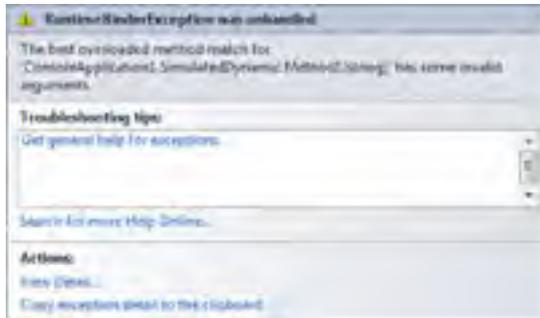 RuntimeBinderException was unhandled
The best overloaded method match for
'ConsoleApplication1.SimulatedDynamic.Method2(string)' has some invalid
arguments
Troubleshooting tips:
Get general help for exceptions.
Search for more Help Online...
Actions:
View Detail...
Copy exception detail to the clipboard